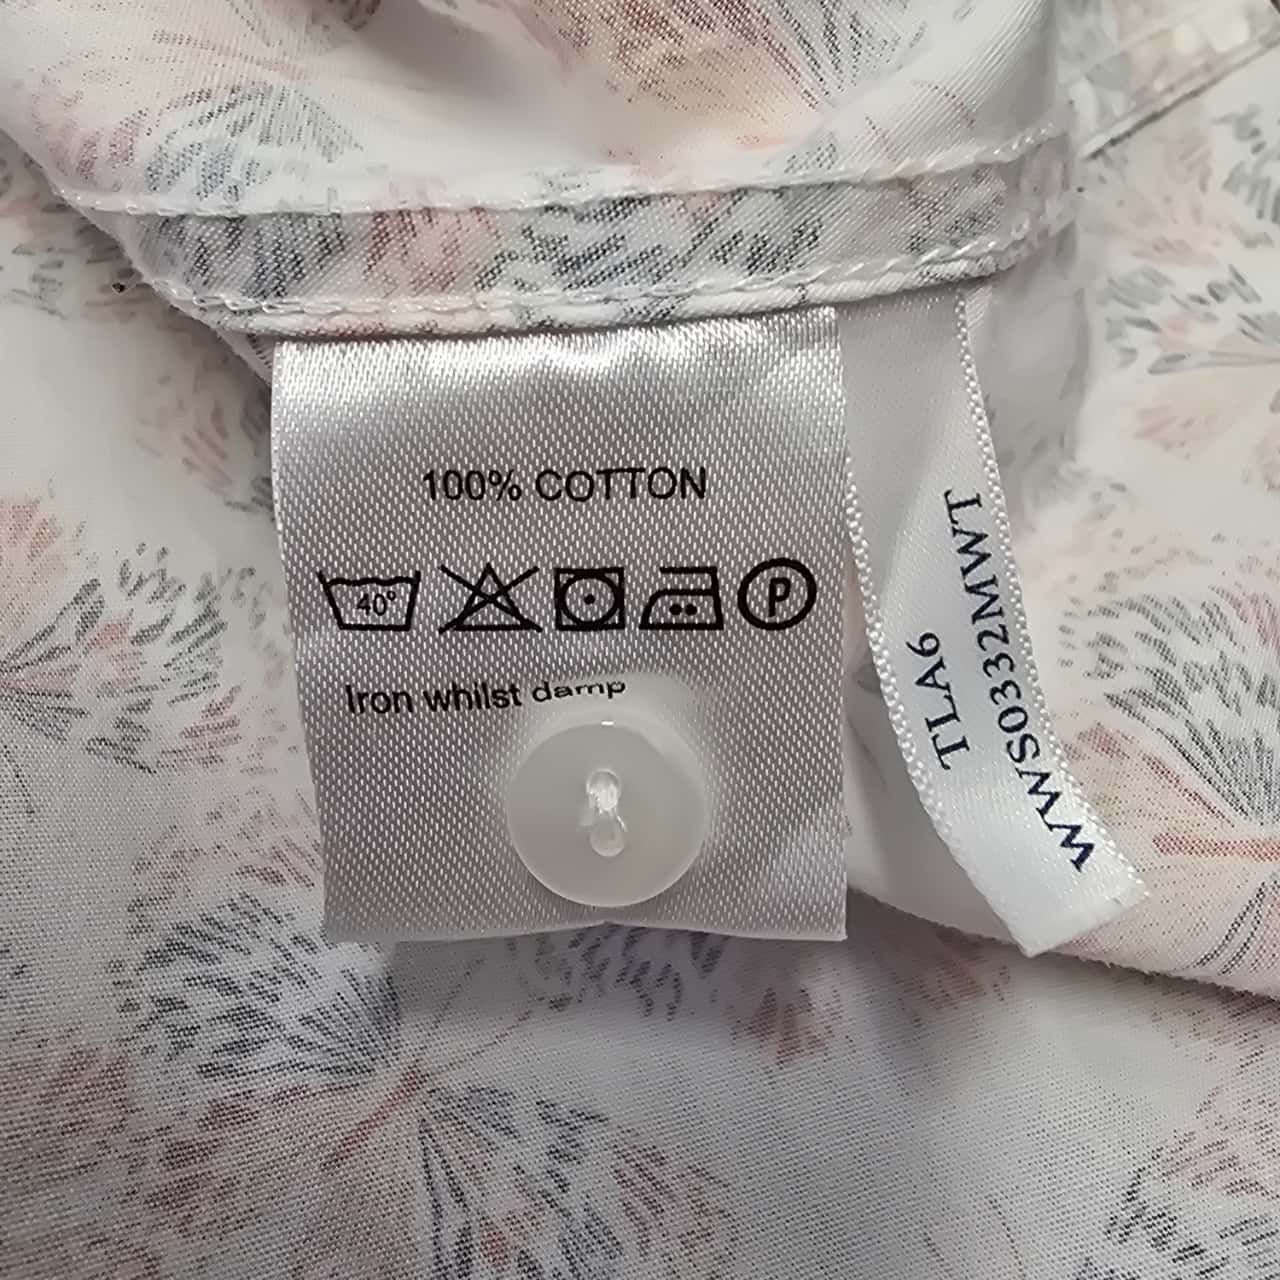 100% COTTON
40°
P
Iron whilst damp
TLA6
WWS0332MWT